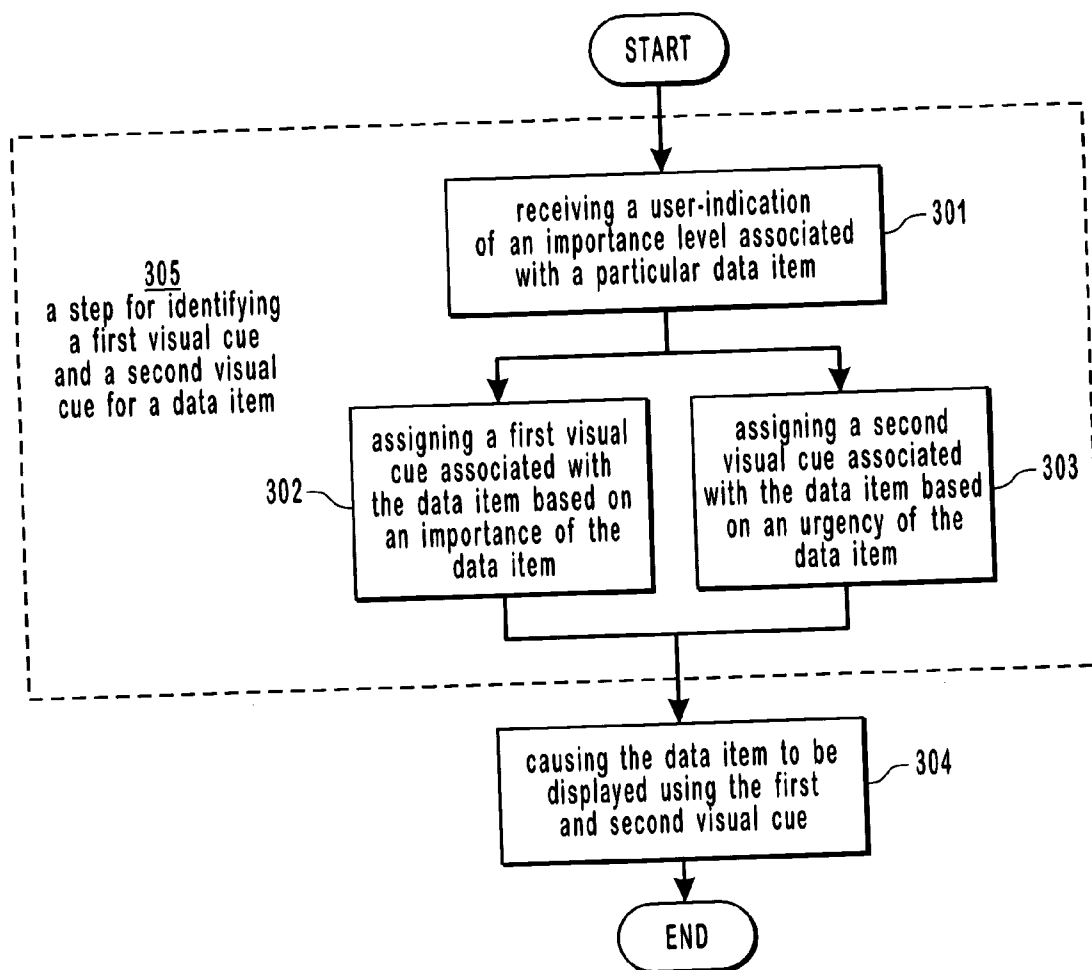 START
receiving a user-indication
of an importance level associated
with a particular data item
301
305
a step for identifying
a first visual cue
and a second visual
cue for a data item
assigning a first visual
cue associated with
the data item based on
an importance of the
data item
302
assigning a second
visual cue associated
with the data item based
on an urgency of the
data item
303
causing the data item to be
displayed using the first
and second visual cue
304
END